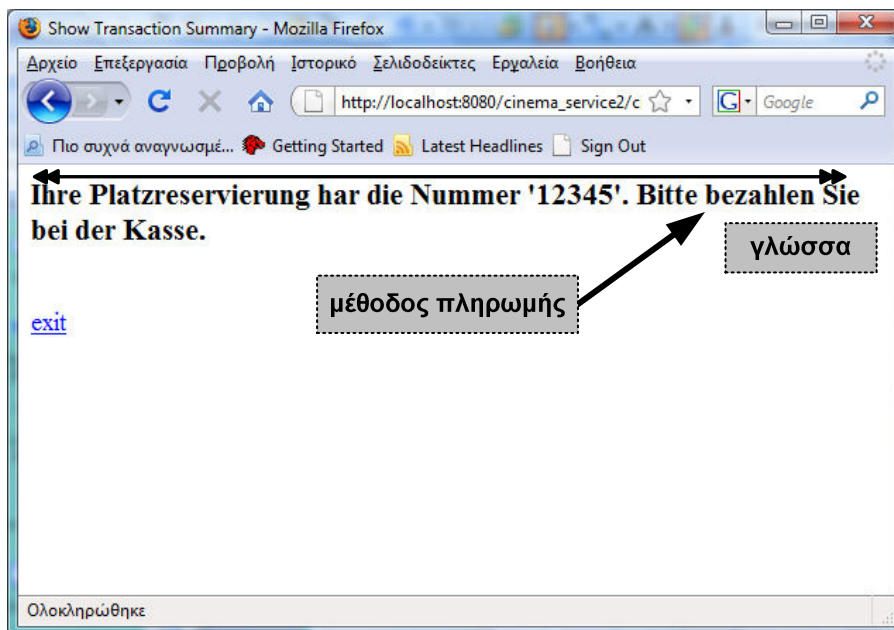 Show Transaction Summary - Mozilla Firefox
Αρχείο Επεξεργασία Προβολή Ιστορικό Σελιδοδείκτες Εργαλεία Βοήθεια
http://localhost:8080/cinema_service2/c G Google
Πιο συχνά αναγνωσμέ... Getting Started Latest Headlines Sign Out
Ihre Platzreservierung har die Nummer '12345'. Bitte bezahlen Sie
bei der Kasse.
γλώσσα
μέθοδος πληρωμής
exit
Ολοκληρώθηκε